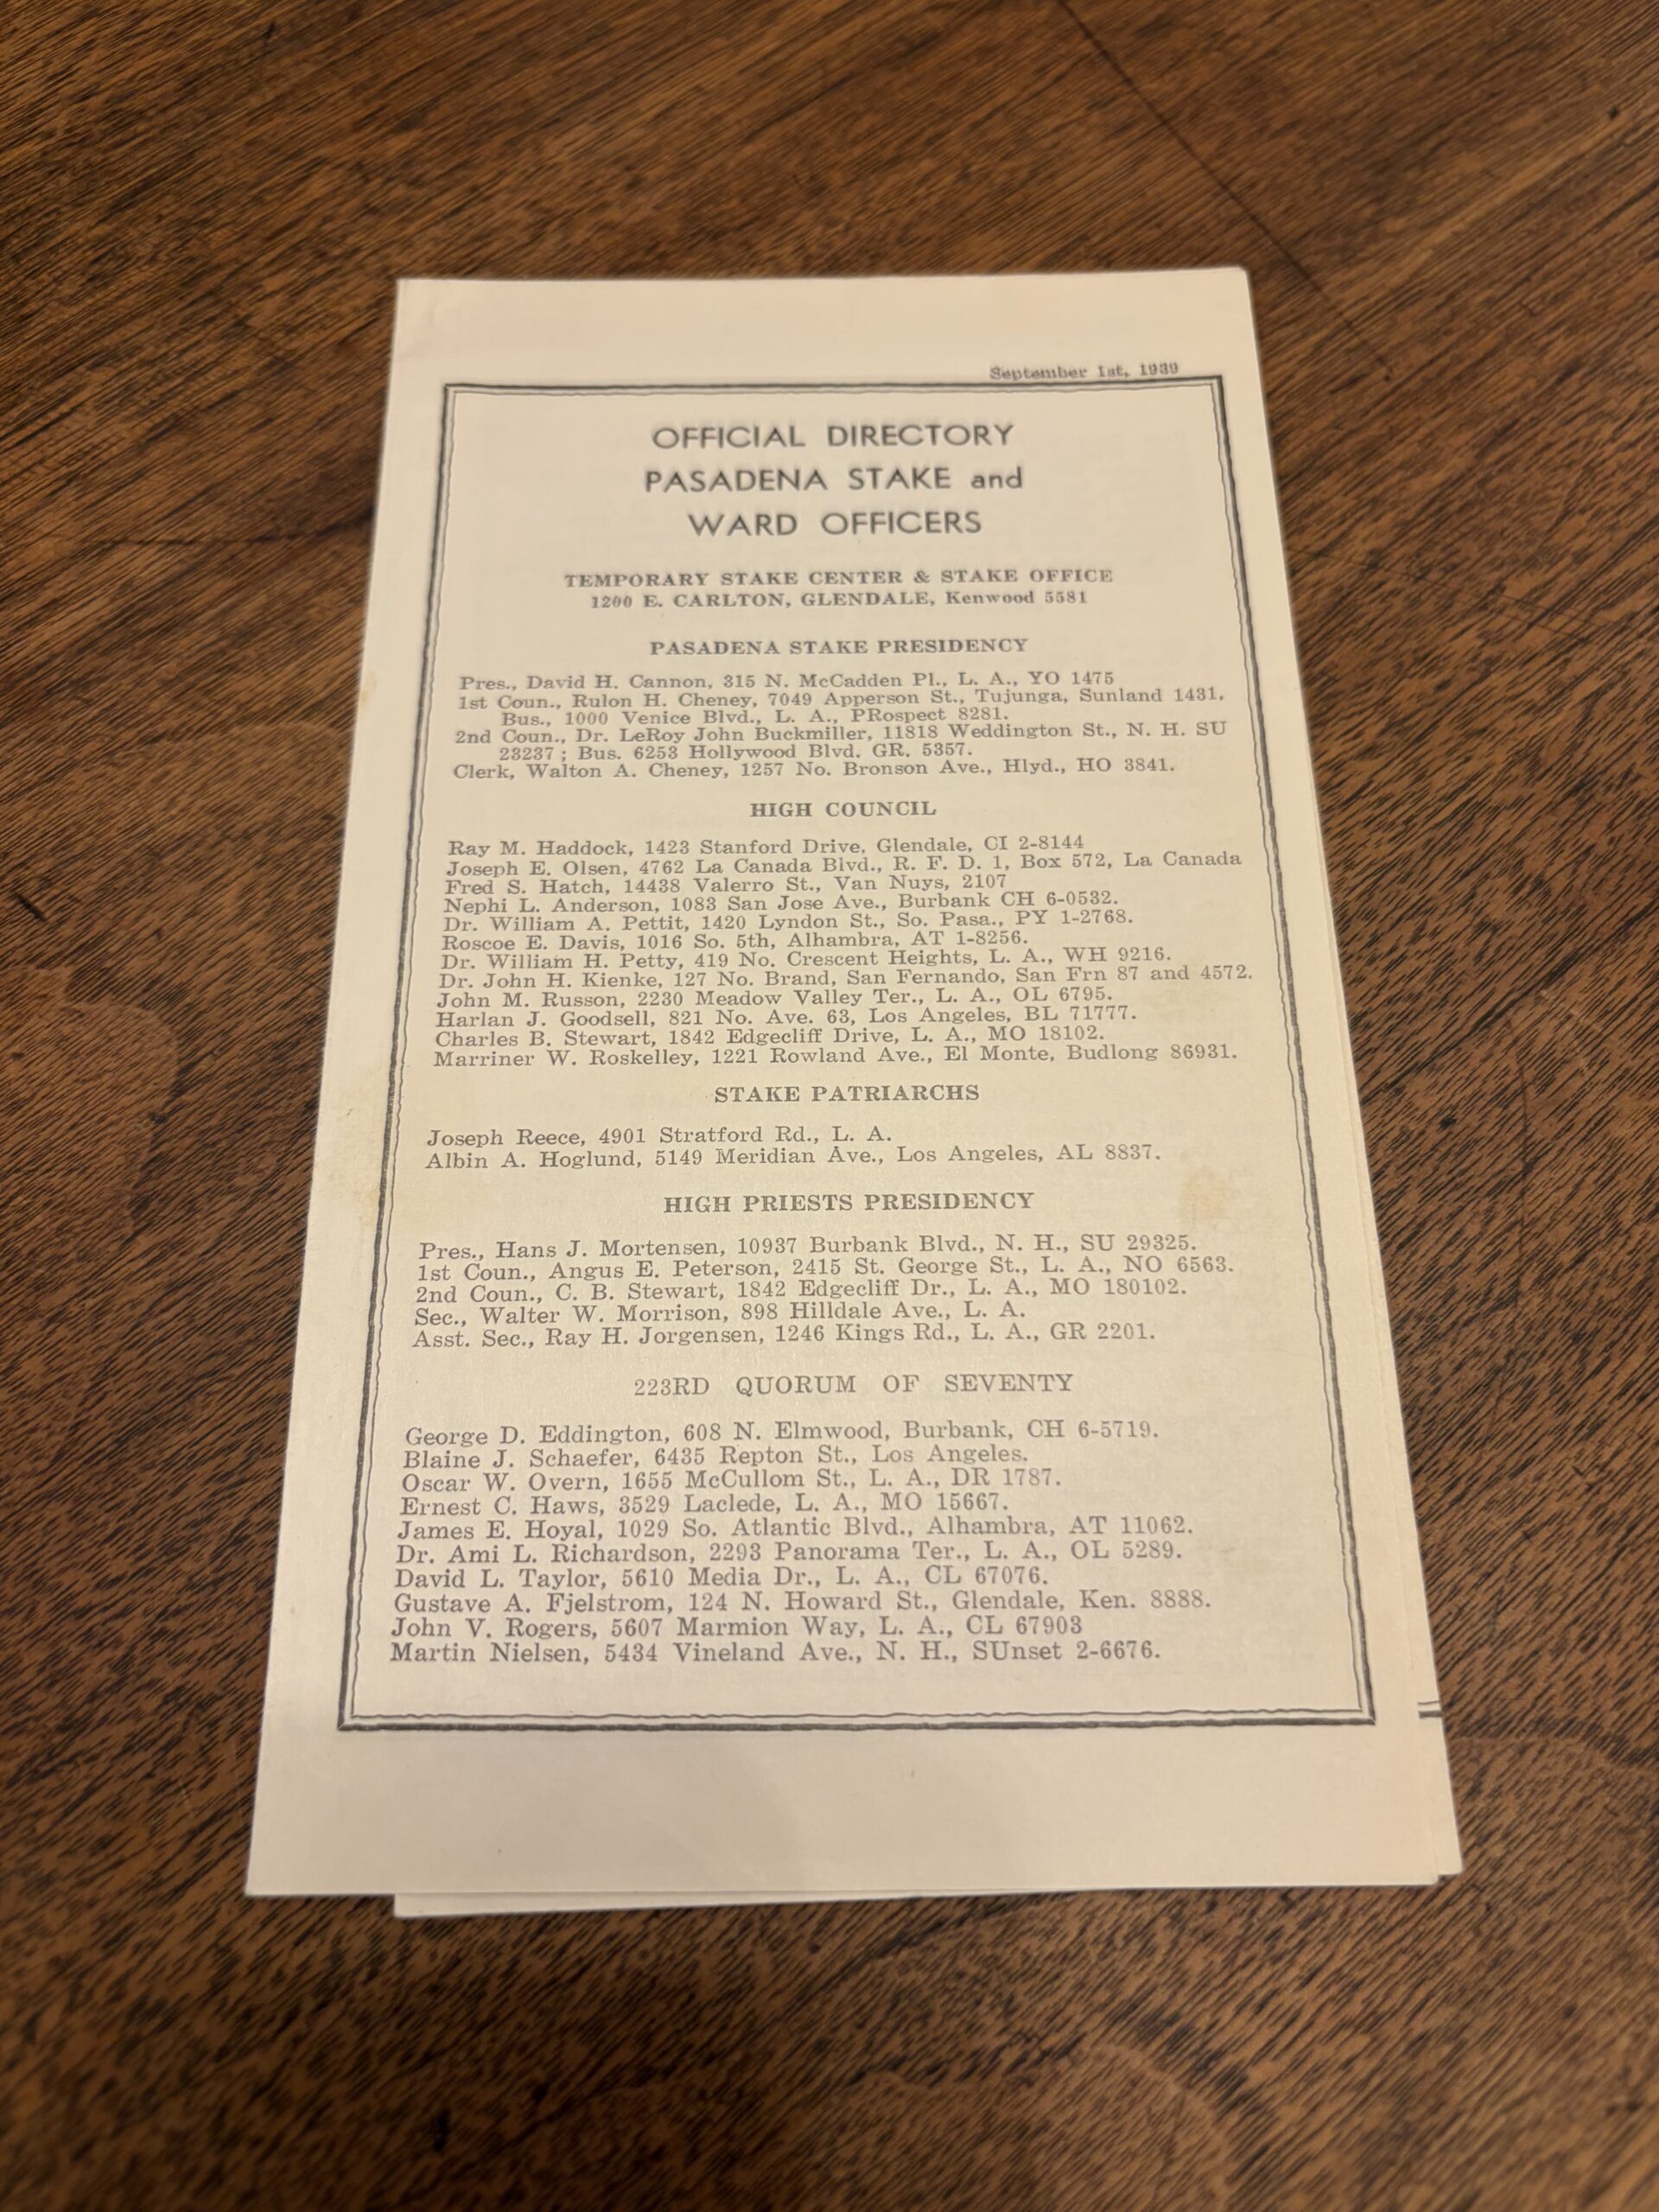 September 1st, 1939
OFFICIAL DIRECTORY
PASADENA STAKE and
WARD OFFICERS
TEMPORARY STAKE CENTER & STAKE OFFICE
1200 E. CARLTON, GLENDALE, Kenwood 5581
PASADENA STAKE PRESIDENCY
Pres., David H. Cannon, 315 N. McCadden Pl., L. A., YO 1475
1st Coun., Rulon H. Cheney, 7049 Apperson St., Tujunga, Sunland 1431,
Bus., 1000 Venice Blvd., L. A., PRospect 8281.
2nd Coun., Dr. LeRoy John Buckmiller, 11818 Weddington St., N. H. SU
23237 ; Bus. 6253 Hollywood Blvd. GR. 5357.
Clerk, Walton A. Cheney, 1257 No. Bronson Ave., Hlyd., HO 3841.
HIGH COUNCIL
Ray M. Haddock, 1423 Stanford Drive, Glendale, CI 2-8144
Joseph E. Olsen, 4762 La Canada Blvd., R. F. D. 1, Box 572, La Canada
Fred S. Hatch, 14438 Valerro St., Van Nuys, 2107
Nephi L. Anderson, 1083 San Jose Ave., Burbank CH 6-0532.
Dr. William A. Pettit, 1420 Lyndon St., So. Pasa., PY 1-2768.
Roscoe E. Davis, 1016 So. 5th, Alhambra, AT 1-8256.
Dr. William H. Petty, 419 No. Crescent Heights, L. A., WH 9216.
Dr. John H. Kienke, 127 No. Brand, San Fernando, San Frn 87 and 4572.
John M. Russon, 2230 Meadow Valley Ter., L. A., OL 6795.
Harlan J. Goodsell, 821 No. Ave. 63, Los Angeles, BL 71777.
Charles B. Stewart, 1842 Edgecliff Drive, L. A., MO 18102.
Marriner W. Roskelley, 1221 Rowland Ave., El Monte, Budlong 86931.
STAKE PATRIARCHS
Joseph Reece, 4901 Stratford Rd., L. A.
Albin A. Hoglund, 5149 Meridian Ave., Los Angeles, AL 8837.
HIGH PRIESTS PRESIDENCY
Pres., Hans J. Mortensen, 10937 Burbank Blvd., N. H., SU 29325.
1st Coun., Angus E. Peterson, 2415 St. George St., L. A., NO 6563.
2nd Coun., C. B. Stewart, 1842 Edgecliff Dr., L. A., MO 180102.
Sec., Walter W. Morrison, 898 Hilldale Ave., L. A.
Asst. Sec., Ray H. Jorgensen, 1246 Kings Rd., L. A., GR 2201.
223RD QUORUM OF SEVENTY
George D. Eddington, 608 N. Elmwood, Burbank, CH 6-5719.
Blaine J. Schaefer, 6435 Repton St., Los Angeles.
Oscar W. Overn, 1655 McCullom St., L. A., DR 1787.
Ernest C. Haws, 3529 Laclede, L. A., MO 15667.
James E. Hoyal, 1029 So. Atlantic Blvd., Alhambra, AT 11062.
Dr. Ami L. Richardson, 2293 Panorama Ter., L. A., OL 5289.
David L. Taylor, 5610 Media Dr., L. A., CL 67076.
Gustave A. Fjelstrom, 124 N. Howard St., Glendale, Ken. 8888.
John V. Rogers, 5607 Marmion Way, L. A., CL 67903
Martin Nielsen, 5434 Vineland Ave., N. H., SUnset 2-6676.